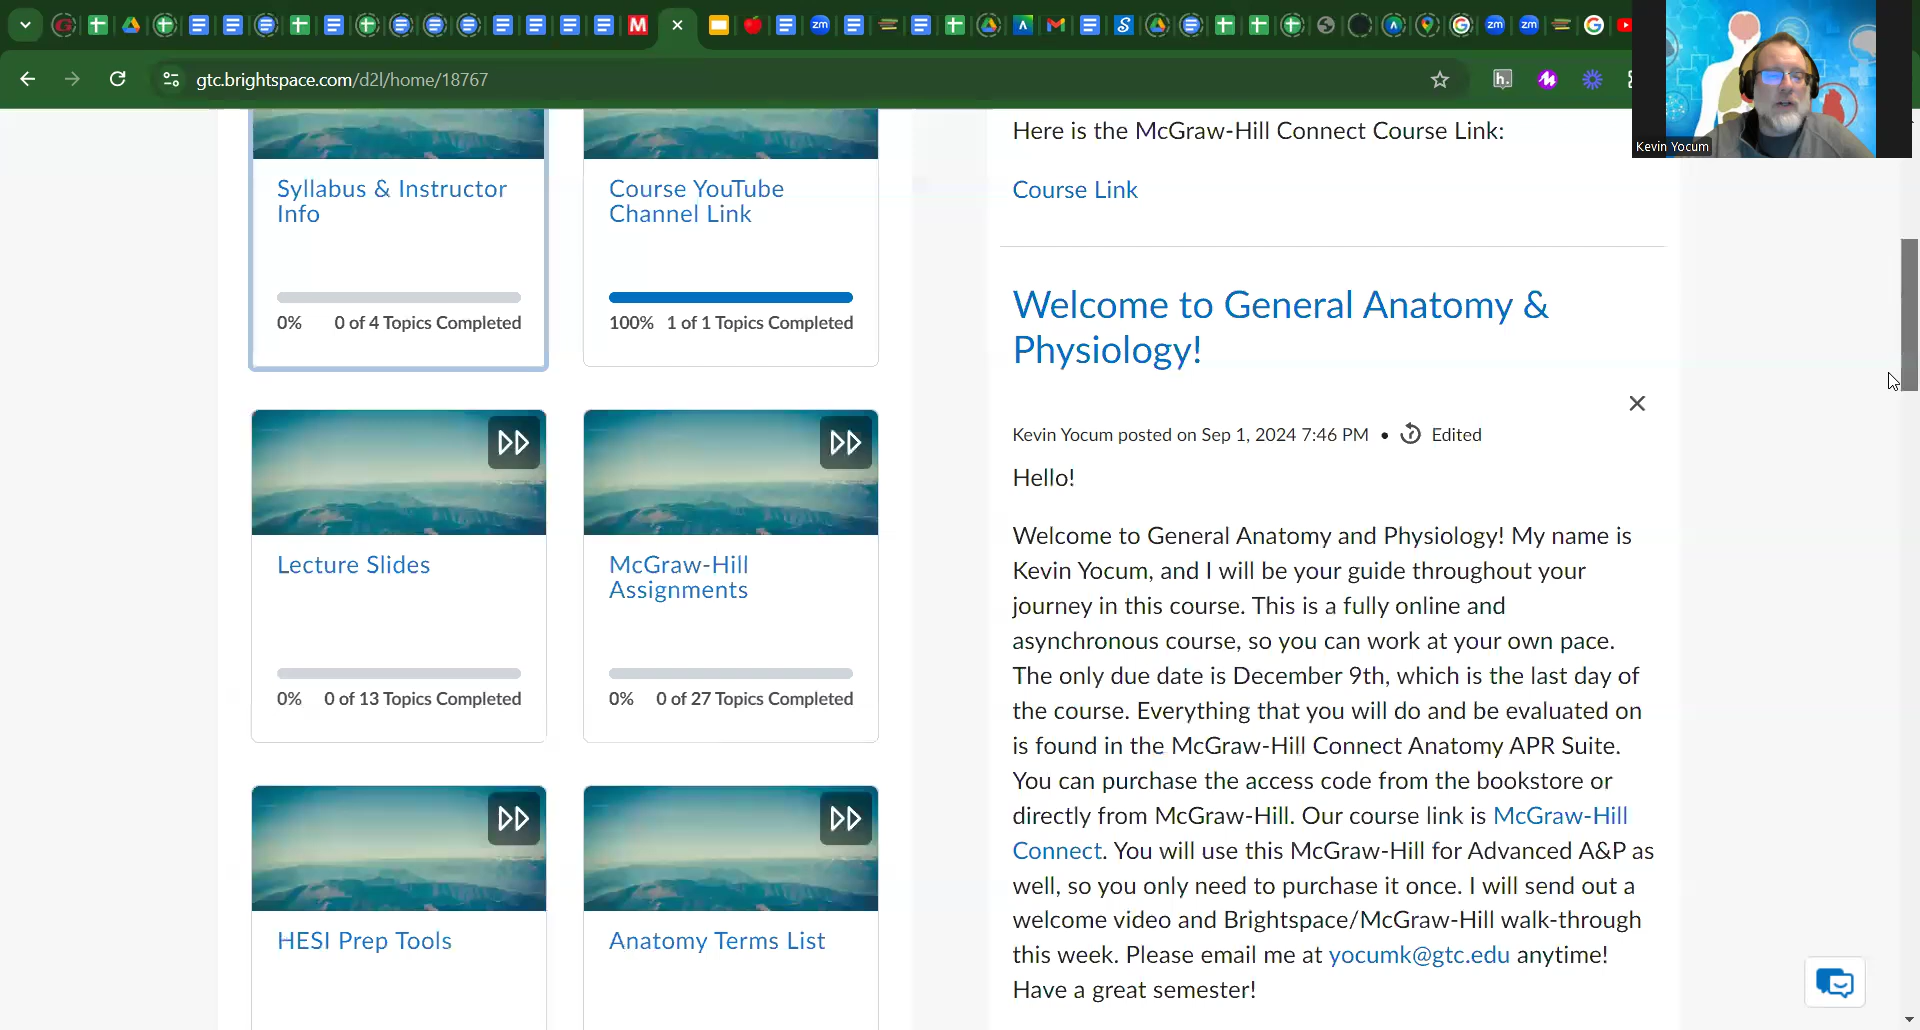 gtc.brightspace.com/d2l/home/18767
Kevin Yocum
Syllabus & Instructor
Info
0% 0 of 4 Topics Completed
Course YouTube
Channel Link
100% 1 of 1 Topics Completed
Lecture Slides
0% 0 of 13 Topics Completed
McGraw-Hill
Assignments
0% 0 of 27 Topics Completed
HESI Prep Tools
Anatomy Terms List
Here is the McGraw-Hill Connect Course Link:
Course Link
Welcome to General Anatomy &
Physiology!
Kevin Yocum posted on Sep 1, 2024 7:46 PM • Edited
Hello!
Welcome to General Anatomy and Physiology! My name is
Kevin Yocum, and I will be your guide throughout your
journey in this course. This is a fully online and
asynchronous course, so you can work at your own pace.
The only due date is December 9th, which is the last day of
the course. Everything that you will do and be evaluated on
is found in the McGraw-Hill Connect Anatomy APR Suite.
You can purchase the access code from the bookstore or
directly from McGraw-Hill. Our course link is McGraw-Hill
Connect. You will use this McGraw-Hill for Advanced A&P as
well, so you only need to purchase it once. I will send out a
welcome video and Brightspace/McGraw-Hill walk-through
this week. Please email me at yocumk@gtc.edu anytime!
Have a great semester!